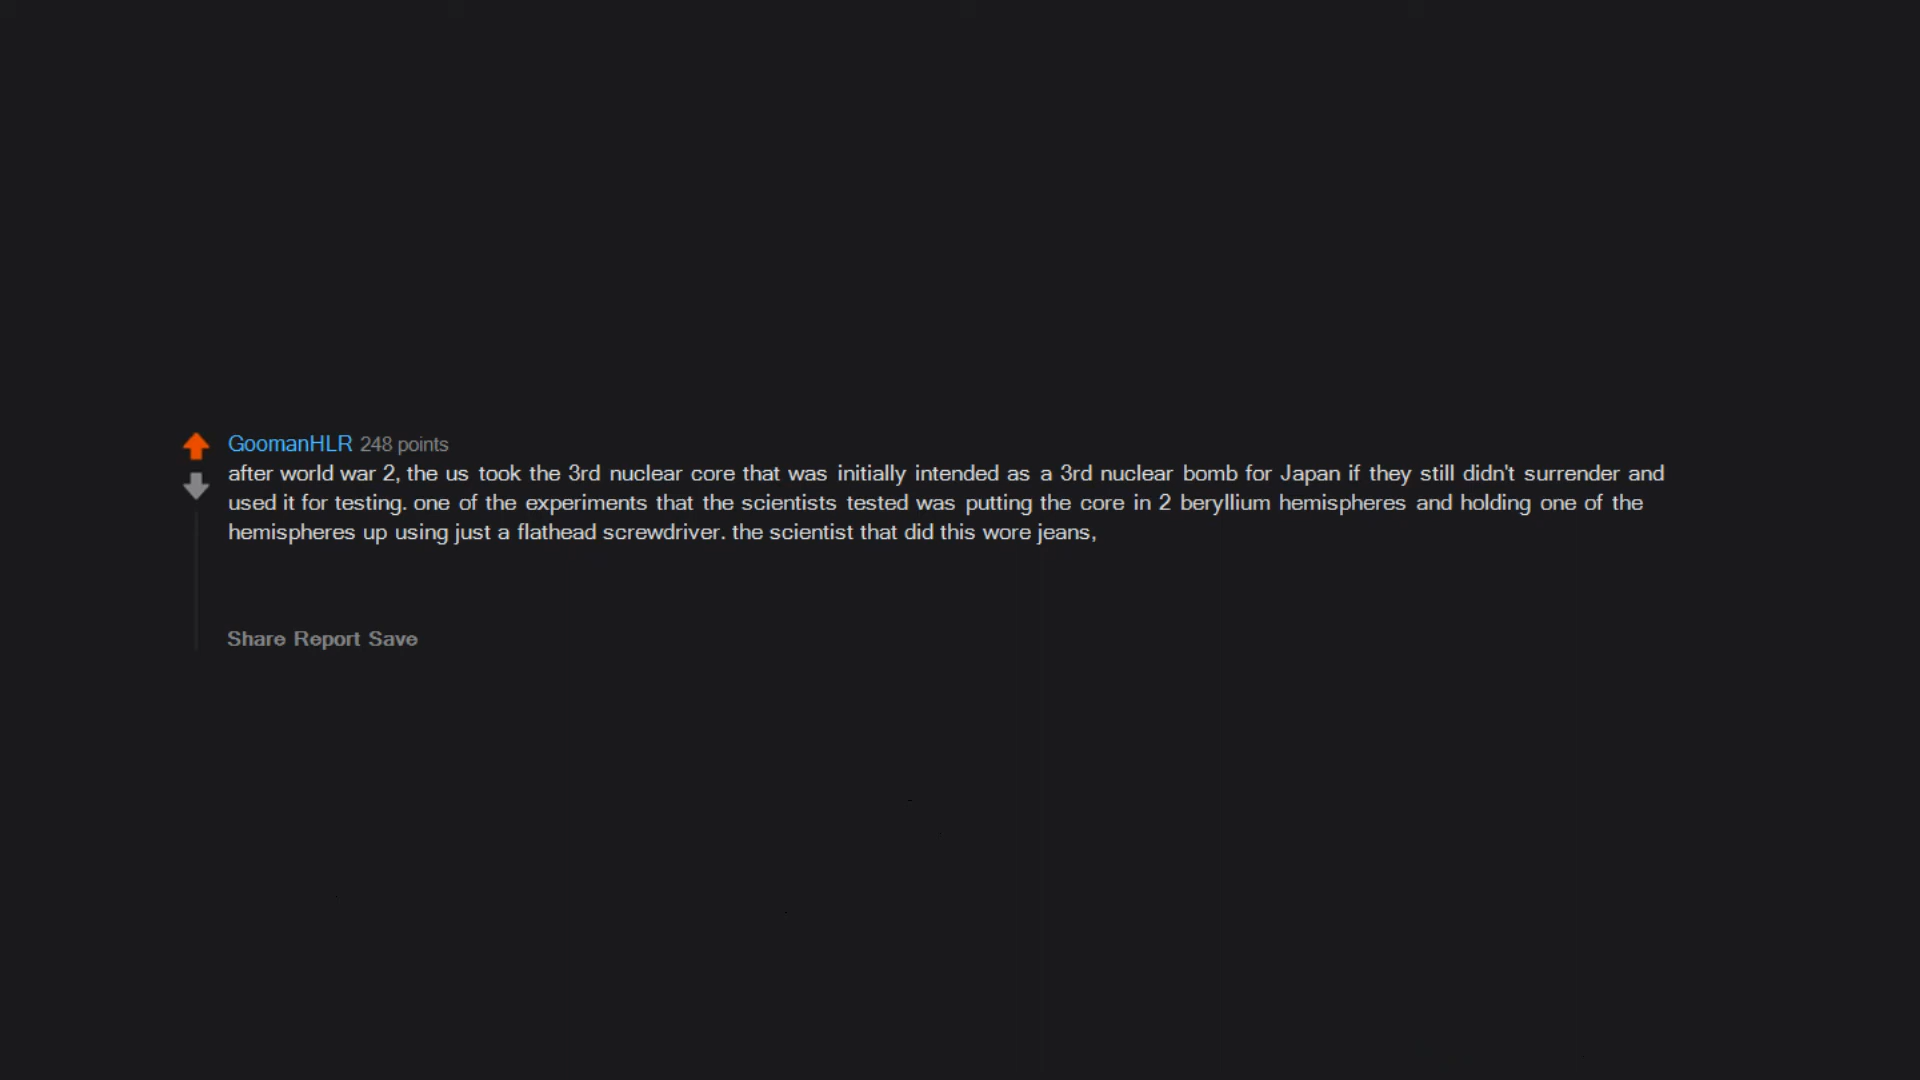 GoomanHLR 248 points
after world war 2, the us took the 3rd nuclear core that was initially intended as a 3rd nuclear bomb for Japan if they still didn't surrender and
used it for testing. one of the experiments that the scientists tested was putting the core in 2 beryllium hemispheres and holding one of the
hemispheres up using just a flathead screwdriver. the scientist that did this wore jeans,
Share Report Save